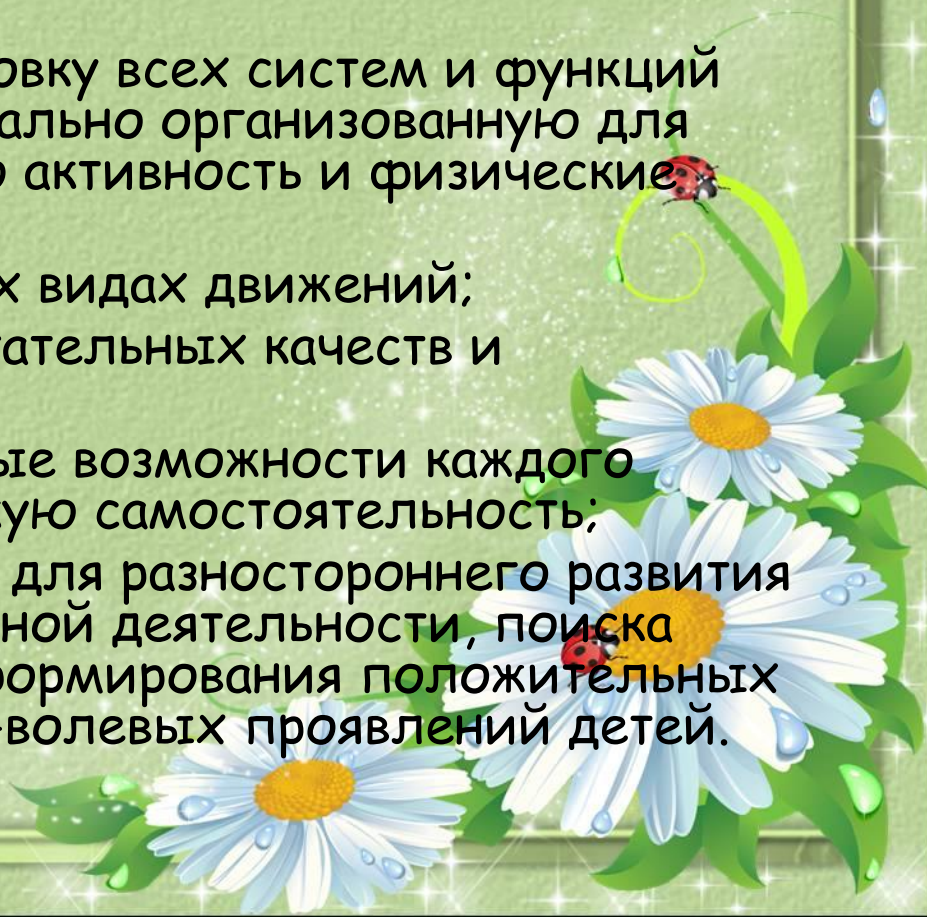 овку всех систем и функций
ально организованную для
активность и физические
х видах движений;
ательных качеств и
ые возможности каждого
ую самостоятельность;
для разностороннего развития
ной деятельности, поиска
формирования положительных
-волевых проявлений детей.